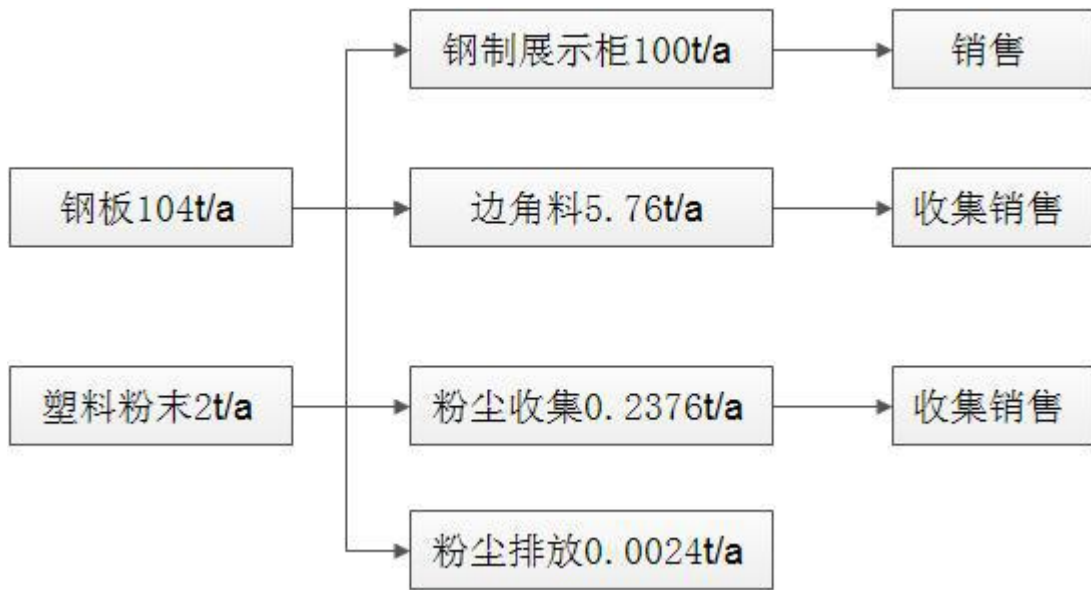 钢制展示柜100t/a
销售
钢板104t/a
边角料5.76t/a
收集销售
塑料粉末2t/a
粉尘收集0.2376t/a
收集销售
粉尘排放0.0024t/a